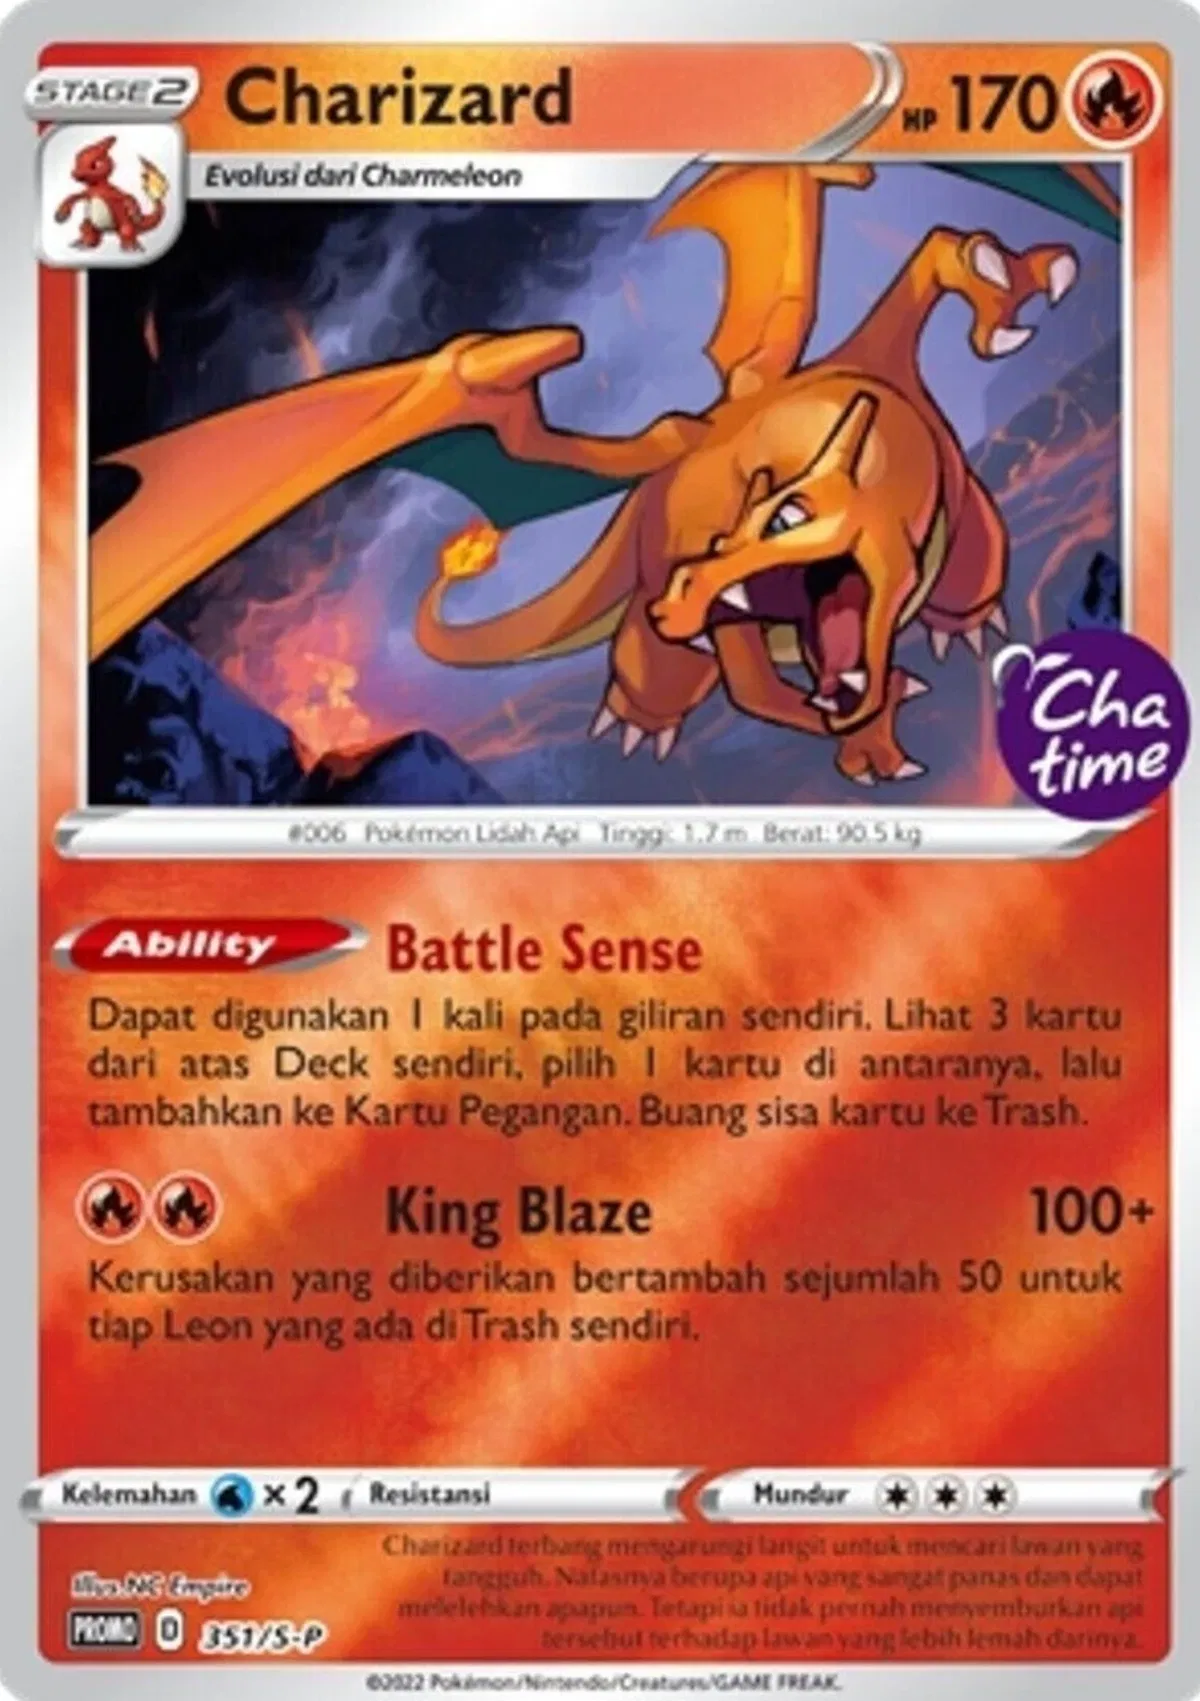 STAGE 2
Charizard
HP 170
Evolusi dari Charmeleon
Cha
time
#006 Pokémon Lidah Api Tinggi: 1.7 m Berat: 90.5 kg
Ability Battle Sense
Dapat digunakan 1 kali pada giliran sendiri. Lihat 3 kartu
dari atas Deck sendiri, pilih 1 kartu di antaranya, lalu
tambahkan ke Kartu Pegangan. Buang sisa kartu ke Trash.
King Blaze 100+
Kerusakan yang diberikan bertambah sejumlah 50 untuk
tiap Leon yang ada di Trash sendiri.
Kelemahan ×2 Resistansi Mundur
Charizard terbang mengarungi langit untuk mencari lawan yang
tangguh. Nafasnya berupa api yang sangat panas dan dapat
melelehkan apapun. Tetapi ia tidak pernah menyemburkan api
tersebut terhadap lawan yang lebih lemah darinya.
Illus. NC Empire
PROMO D 351/S-P
©2022 Pokémon/Nintendo/Creatures/GAME FREAK.